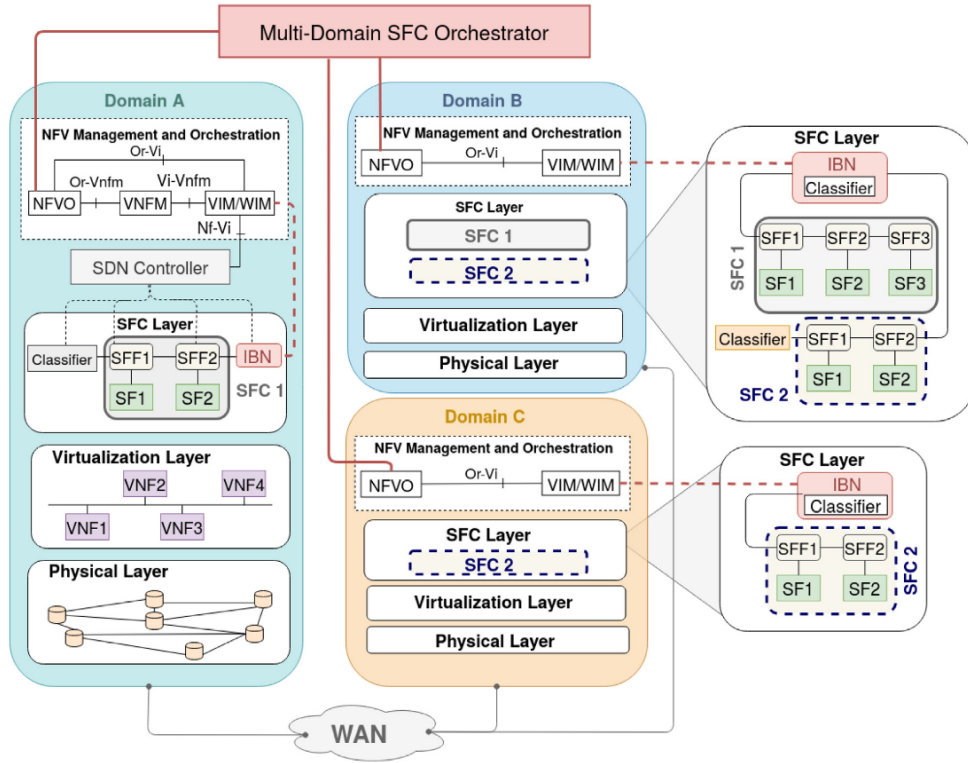 Multi-Domain SFC Orchestrator
Domain A
NFV Management and Orchestration
Or-Vi
Or-Vnfm
Vi-Vnfm
NFVO
VNFM
VIM/WIM
Nf-Vi
SDN Controller
SFC Layer
Classifier
SFF1
SFF2
IBN
SF1
SF2
SFC 1
Virtualization Layer
VNF2
VNF4
VNF1
VNF3
Physical Layer
Domain B
NFV Management and Orchestration
Or-Vi
NFVO
VIM/WIM
SFC Layer
SFC 1
SFC 2
Virtualization Layer
Physical Layer
SFC Layer
IBN
Classifier
SFC 1
SFF1
SFF2
SFF3
SF1
SF2
SF3
Classifier
SFF1
SFF2
SF1
SF2
SFC 2
Domain C
NFV Management and Orchestration
Or-Vi
NFVO
VIM/WIM
SFC Layer
SFC 2
Virtualization Layer
Physical Layer
SFC Layer
IBN
Classifier
SFF1
SFF2
SF1
SF2
SFC 2
WAN